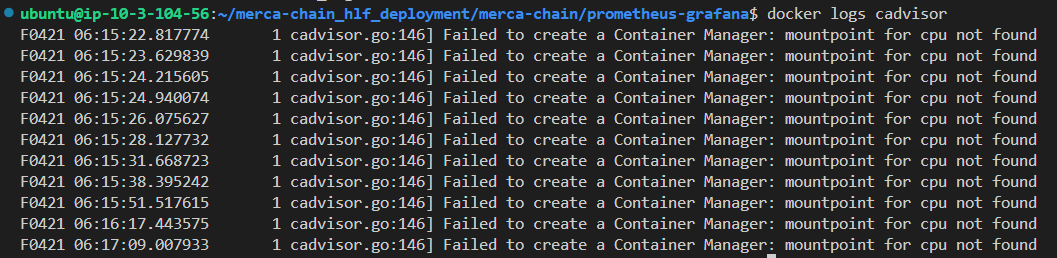 ubuntu@ip-10-3-104-56:~/merca-chain_hlf_deployment/merca-chain/prometheus-grafana$ docker logs cadvisor
F0421 06:15:22.817774       1 cadvisor.go:146] Failed to create a Container Manager: mountpoint for cpu not found
F0421 06:15:23.629839       1 cadvisor.go:146] Failed to create a Container Manager: mountpoint for cpu not found
F0421 06:15:24.215605       1 cadvisor.go:146] Failed to create a Container Manager: mountpoint for cpu not found
F0421 06:15:24.940074       1 cadvisor.go:146] Failed to create a Container Manager: mountpoint for cpu not found
F0421 06:15:26.075627       1 cadvisor.go:146] Failed to create a Container Manager: mountpoint for cpu not found
F0421 06:15:28.127732       1 cadvisor.go:146] Failed to create a Container Manager: mountpoint for cpu not found
F0421 06:15:31.668723       1 cadvisor.go:146] Failed to create a Container Manager: mountpoint for cpu not found
F0421 06:15:38.395242       1 cadvisor.go:146] Failed to create a Container Manager: mountpoint for cpu not found
F0421 06:15:51.517615       1 cadvisor.go:146] Failed to create a Container Manager: mountpoint for cpu not found
F0421 06:16:17.443575       1 cadvisor.go:146] Failed to create a Container Manager: mountpoint for cpu not found
F0421 06:17:09.007933       1 cadvisor.go:146] Failed to create a Container Manager: mountpoint for cpu not found